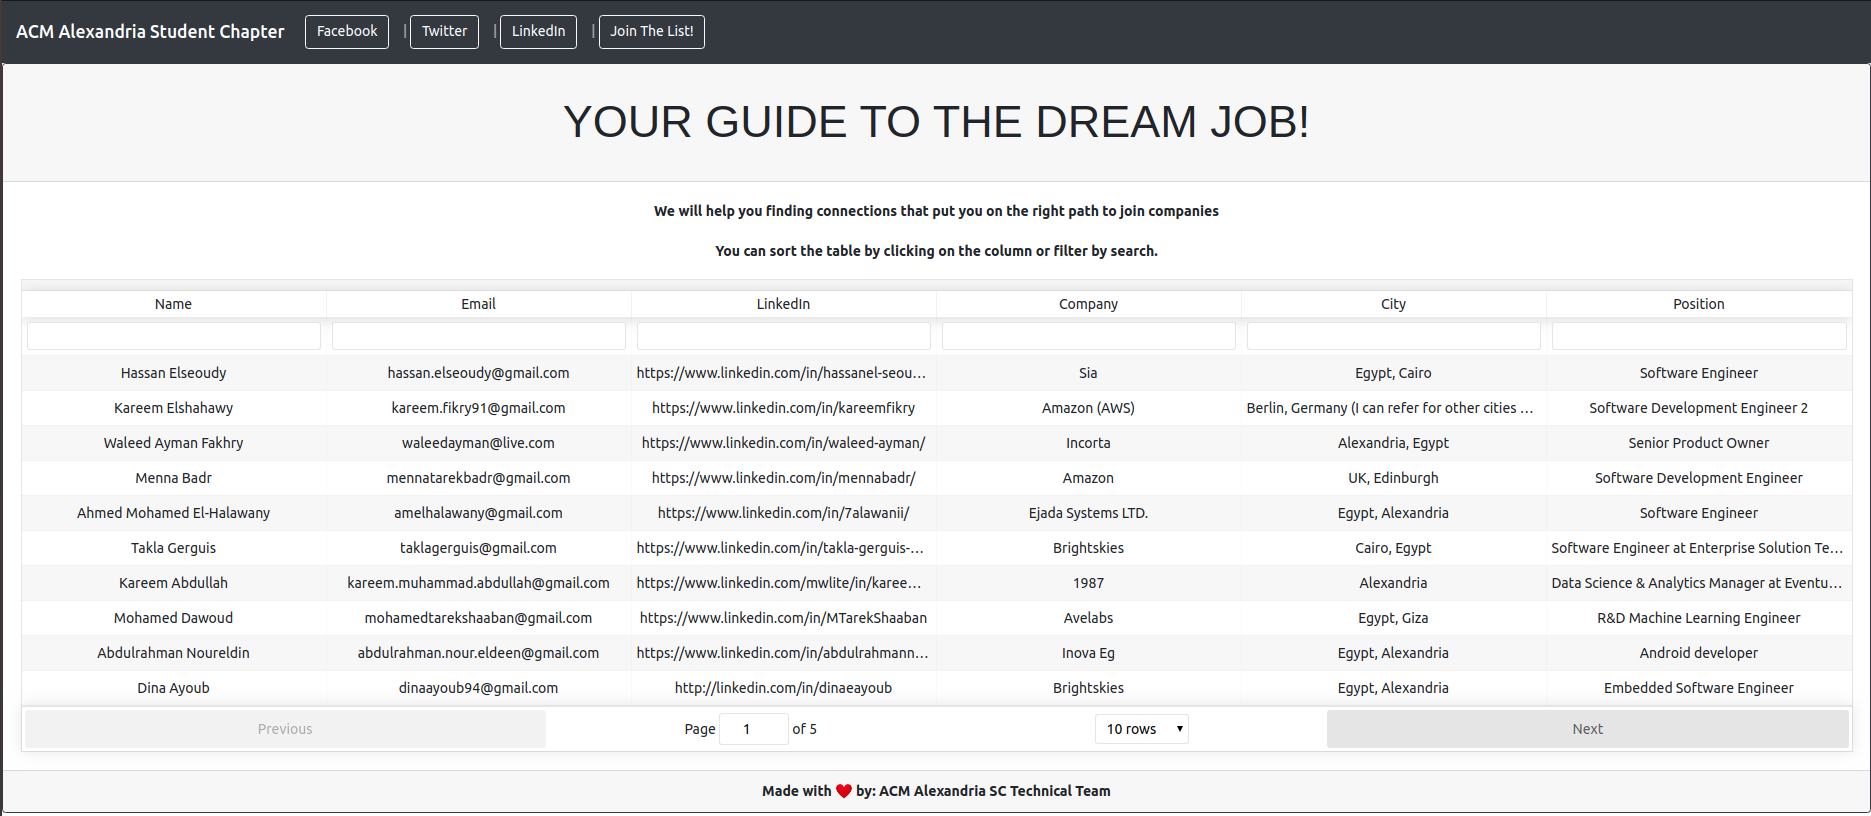 ACM Alexandria Student Chapter Facebook | Twitter | LinkedIn | Join The List!
YOUR GUIDE TO THE DREAM JOB!
We will help you finding connections that put you on the right path to join companies
You can sort the table by clicking on the column or filter by search.
Name Email LinkedIn Company City Position
Hassan Elseoudy hassan.elseoudy@gmail.com https://www.linkedin.com/in/hassanel-seou... Sia Egypt, Cairo Software Engineer
Kareem Elshahawy kareem.fikry91@gmail.com https://www.linkedin.com/in/kareemfikry Amazon (AWS) Berlin, Germany (I can refer for other cities ... Software Development Engineer 2
Waleed Ayman Fakhry waleedayman@live.com https://www.linkedin.com/in/waleed-ayman/ Incorta Alexandria, Egypt Senior Product Owner
Menna Badr mennatarekbadr@gmail.com https://www.linkedin.com/in/mennabadr/ Amazon UK, Edinburgh Software Development Engineer
Ahmed Mohamed El-Halawany amelhalawany@gmail.com https://www.linkedin.com/in/7alawanii/ Ejada Systems LTD. Egypt, Alexandria Software Engineer
Takla Gerguis taklagerguis@gmail.com https://www.linkedin.com/in/takla-gerguis-... Brightskies Cairo, Egypt Software Engineer at Enterprise Solution Te...
Kareem Abdullah kareem.muhammad.abdullah@gmail.com https://www.linkedin.com/mwlite/in/karee... 1987 Alexandria Data Science & Analytics Manager at Eventu...
Mohamed Dawoud mohamedtarekshaaban@gmail.com https://www.linkedin.com/in/MTarekShaaban Avelabs Egypt, Giza R&D Machine Learning Engineer
Abdulrahman Noureldin abdulrahman.nour.eldeen@gmail.com https://www.linkedin.com/in/abdulrahmann... Inova Eg Egypt, Alexandria Android developer
Dina Ayoub dinaayoub94@gmail.com http://linkedin.com/in/dinaeayoub Brightskies Egypt, Alexandria Embedded Software Engineer
Previous Page 1 of 5 10 rows Next
Made with ❤️ by: ACM Alexandria SC Technical Team